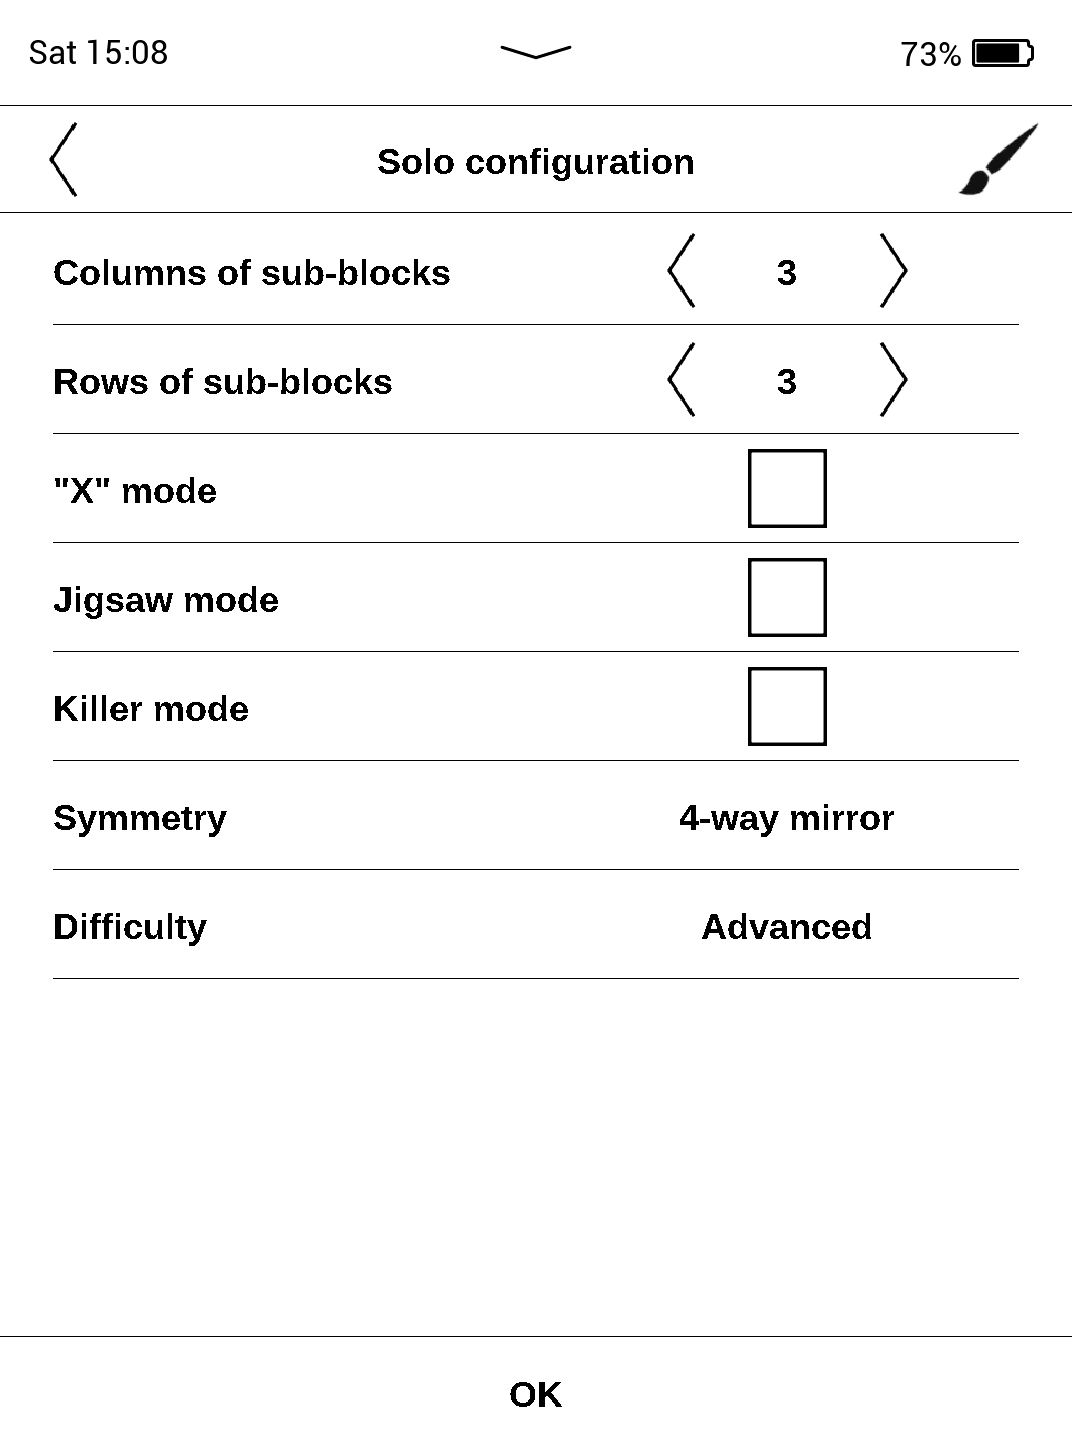 Sat 15:08
73%
Solo configuration
Columns of sub-blocks 3
Rows of sub-blocks 3
"X" mode
Jigsaw mode
Killer mode
Symmetry 4-way mirror
Difficulty Advanced
OK